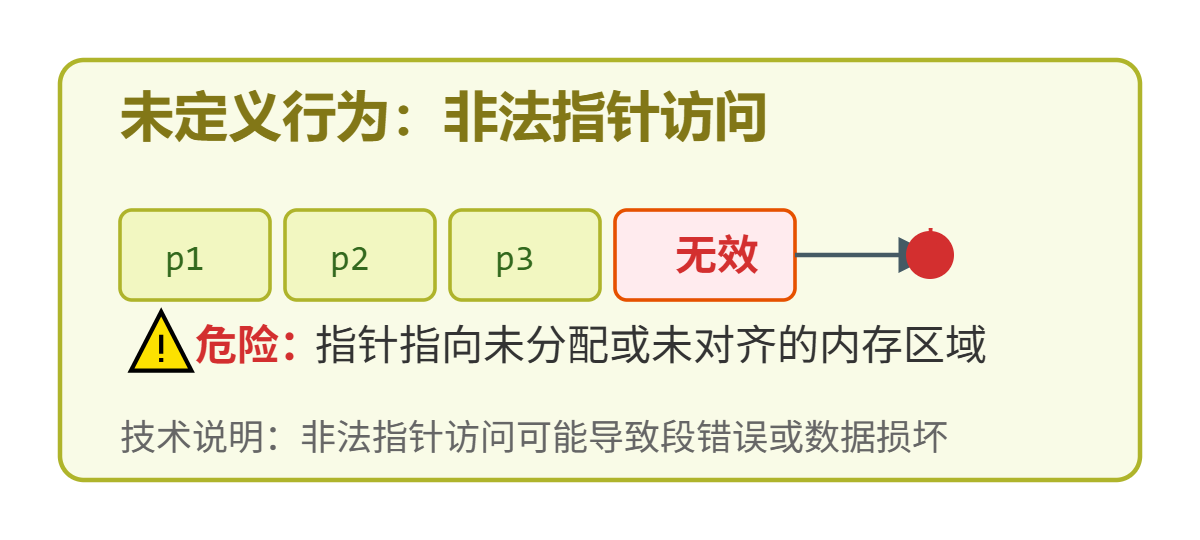 未定义行为：非法指针访问
p1 p2 p3 无效
⚠危险：指针指向未分配或未对齐的内存区域
技术说明：非法指针访问可能导致段错误或数据损坏